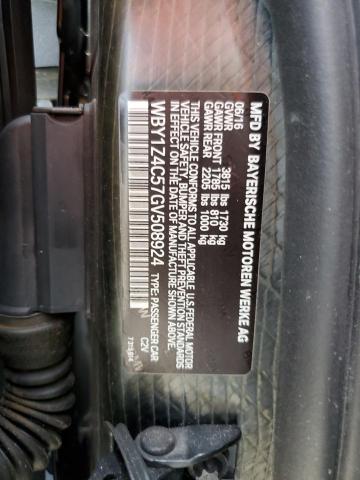 MFD BY BAYERISCHE MOTOREN WERKE AG
06/16
GVWR 3815 lbs 1730 kg
GAWR FRONT 1785 lbs 810 kg
GAWR REAR 2205 lbs 1000 kg
THIS VEHICLE CONFORMS TO ALL APPLICABLE U.S.FEDERAL MOTOR
VEHICLE SAFETY, BUMPER AND THEFT PREVENTION STANDARDS
IN EFFECT ON THE DATE OF MANUFACTURE SHOWN ABOVE.
WBY1Z4C57GV508924 TYPE: PASSENGER CAR
C2V